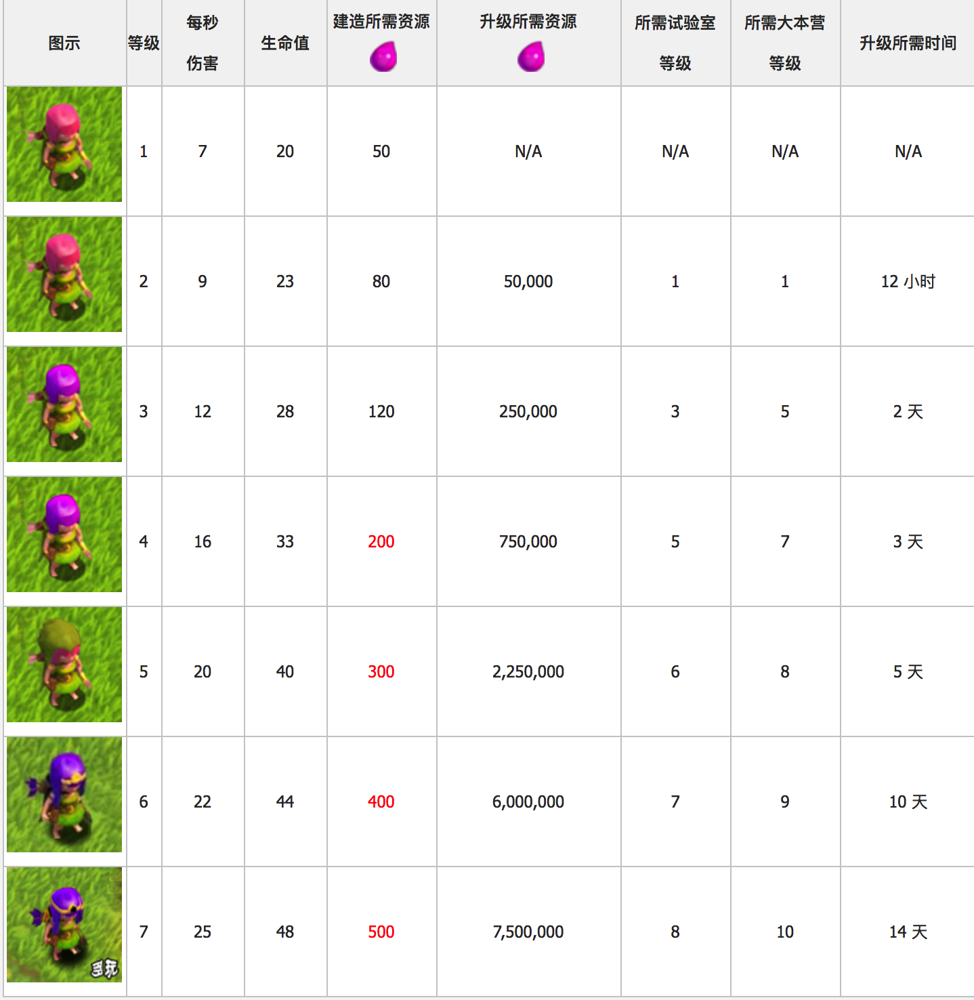 图示 等级 每秒伤害 生命值 建造所需资源 升级所需资源 所需试验室等级 所需大本营等级 升级所需时间
1 7 20 50 N/A N/A N/A N/A
2 9 23 80 50,000 1 1 12 小时
3 12 28 120 250,000 3 5 2 天
4 16 33 200 750,000 5 7 3 天
5 20 40 300 2,250,000 6 8 5 天
6 22 44 400 6,000,000 7 9 10 天
7 25 48 500 7,500,000 8 10 14 天
多玩